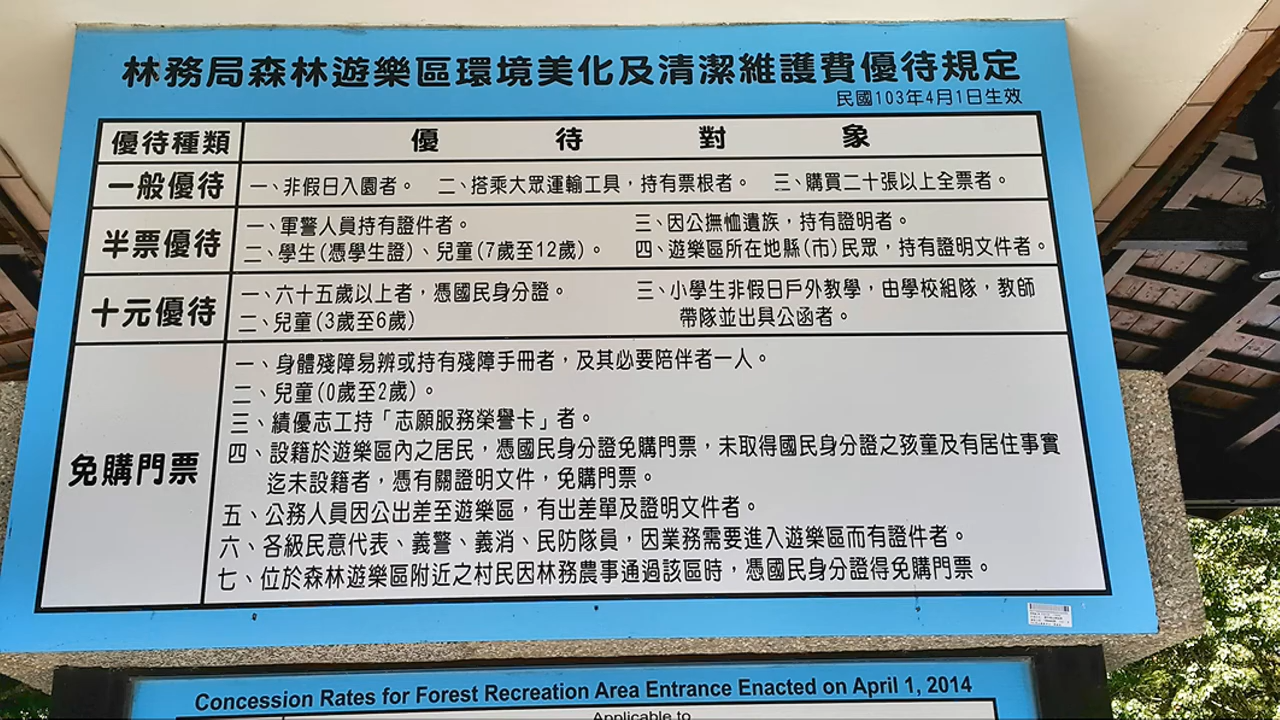 林務局森林遊樂區環境美化及清潔維護費優待規定
民國103年4月1日生效
優待種類 優待對象
一般優待 一、非假日入園者。 二、搭乘大眾運輸工具，持有票根者。 三、購買二十張以上全票者。
半票優待
一、軍警人員持有證件者。 三、因公撫恤遺族，持有證明者。
二、學生(憑學生證)、兒童(7歲至12歲)。 四、遊樂區所在地縣(市)民眾，持有證明文件者。
十元優待
一、六十五歲以上者，憑國民身分證。 三、小學生非假日戶外教學，由學校組隊，教師
二、兒童(3歲至6歲) 帶隊並出具公函者。
免購門票
一、身體殘障易辨或持有殘障手冊者，及其必要陪伴者一人。
二、兒童(0歲至2歲)。
三、績優志工持「志願服務榮譽卡」者。
四、設籍於遊樂區內之居民，憑國民身分證免購門票，未取得國民身分證之孩童及有居住事實
迄未設籍者，憑有關證明文件，免購門票。
五、公務人員因公出差至遊樂區，有出差單及證明文件者。
六、各級民意代表、義警、義消、民防隊員，因業務需要進入遊樂區而有證件者。
七、位於森林遊樂區附近之村民因林務農事通過該區時，憑國民身分證得免購門票。
Concession Rates for Forest Recreation Area Entrance Enacted on April 1, 2014
Applicable to